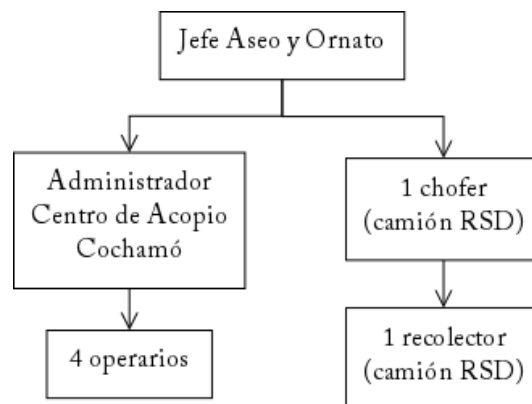 Jefe Aseo y Ornato
Administrador
Centro de Acopio
Cochamó
1 chofer
(camión RSD)
4 operarios
1 recolector
(camión RSD)